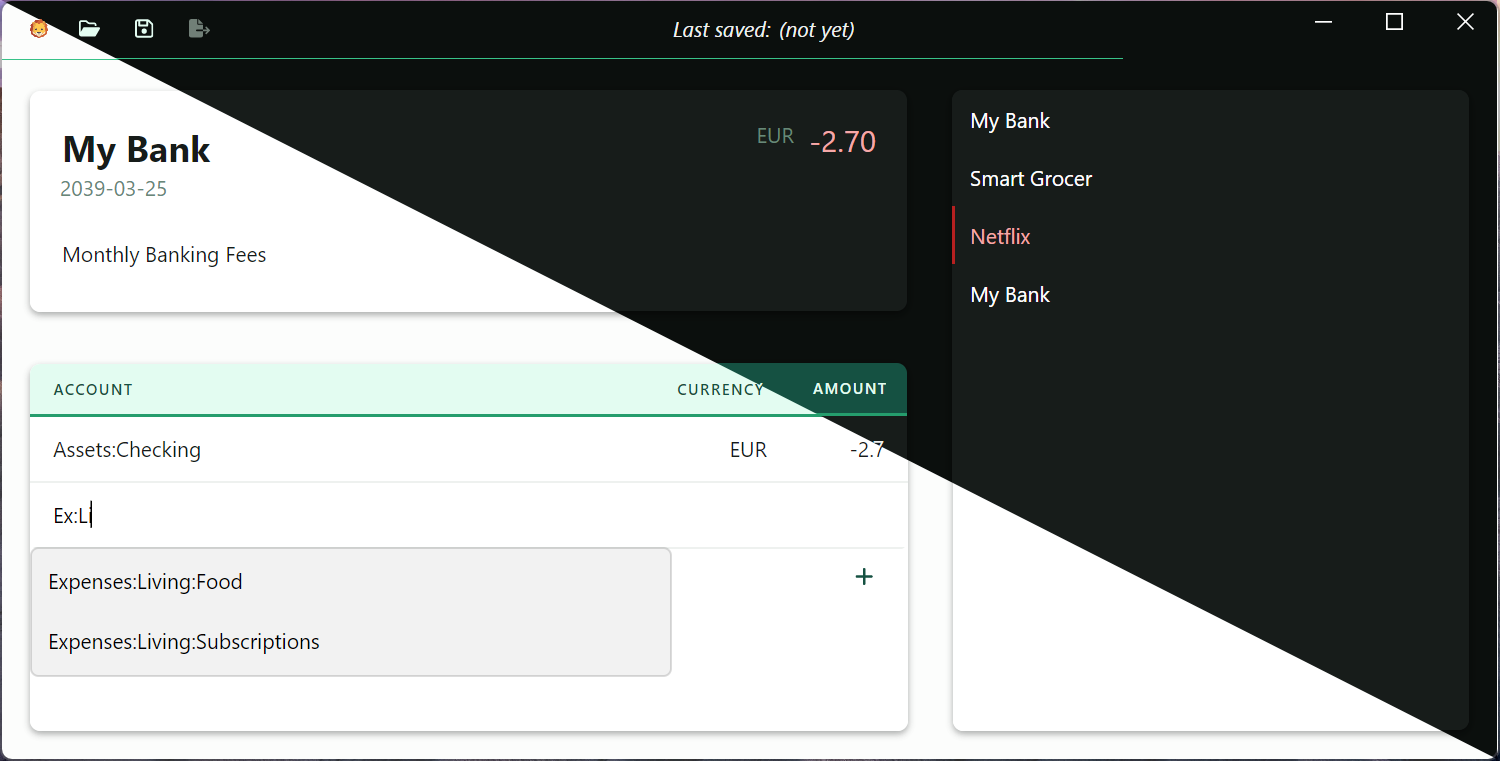 Last saved: (not yet)
My Bank
EUR -2.70
2039-03-25
Monthly Banking Fees
ACCOUNT CURRENCY AMOUNT
Assets:Checking EUR -2.7
Ex:Li
Expenses:Living:Food
Expenses:Living:Subscriptions
My Bank
Smart Grocer
Netflix
My Bank